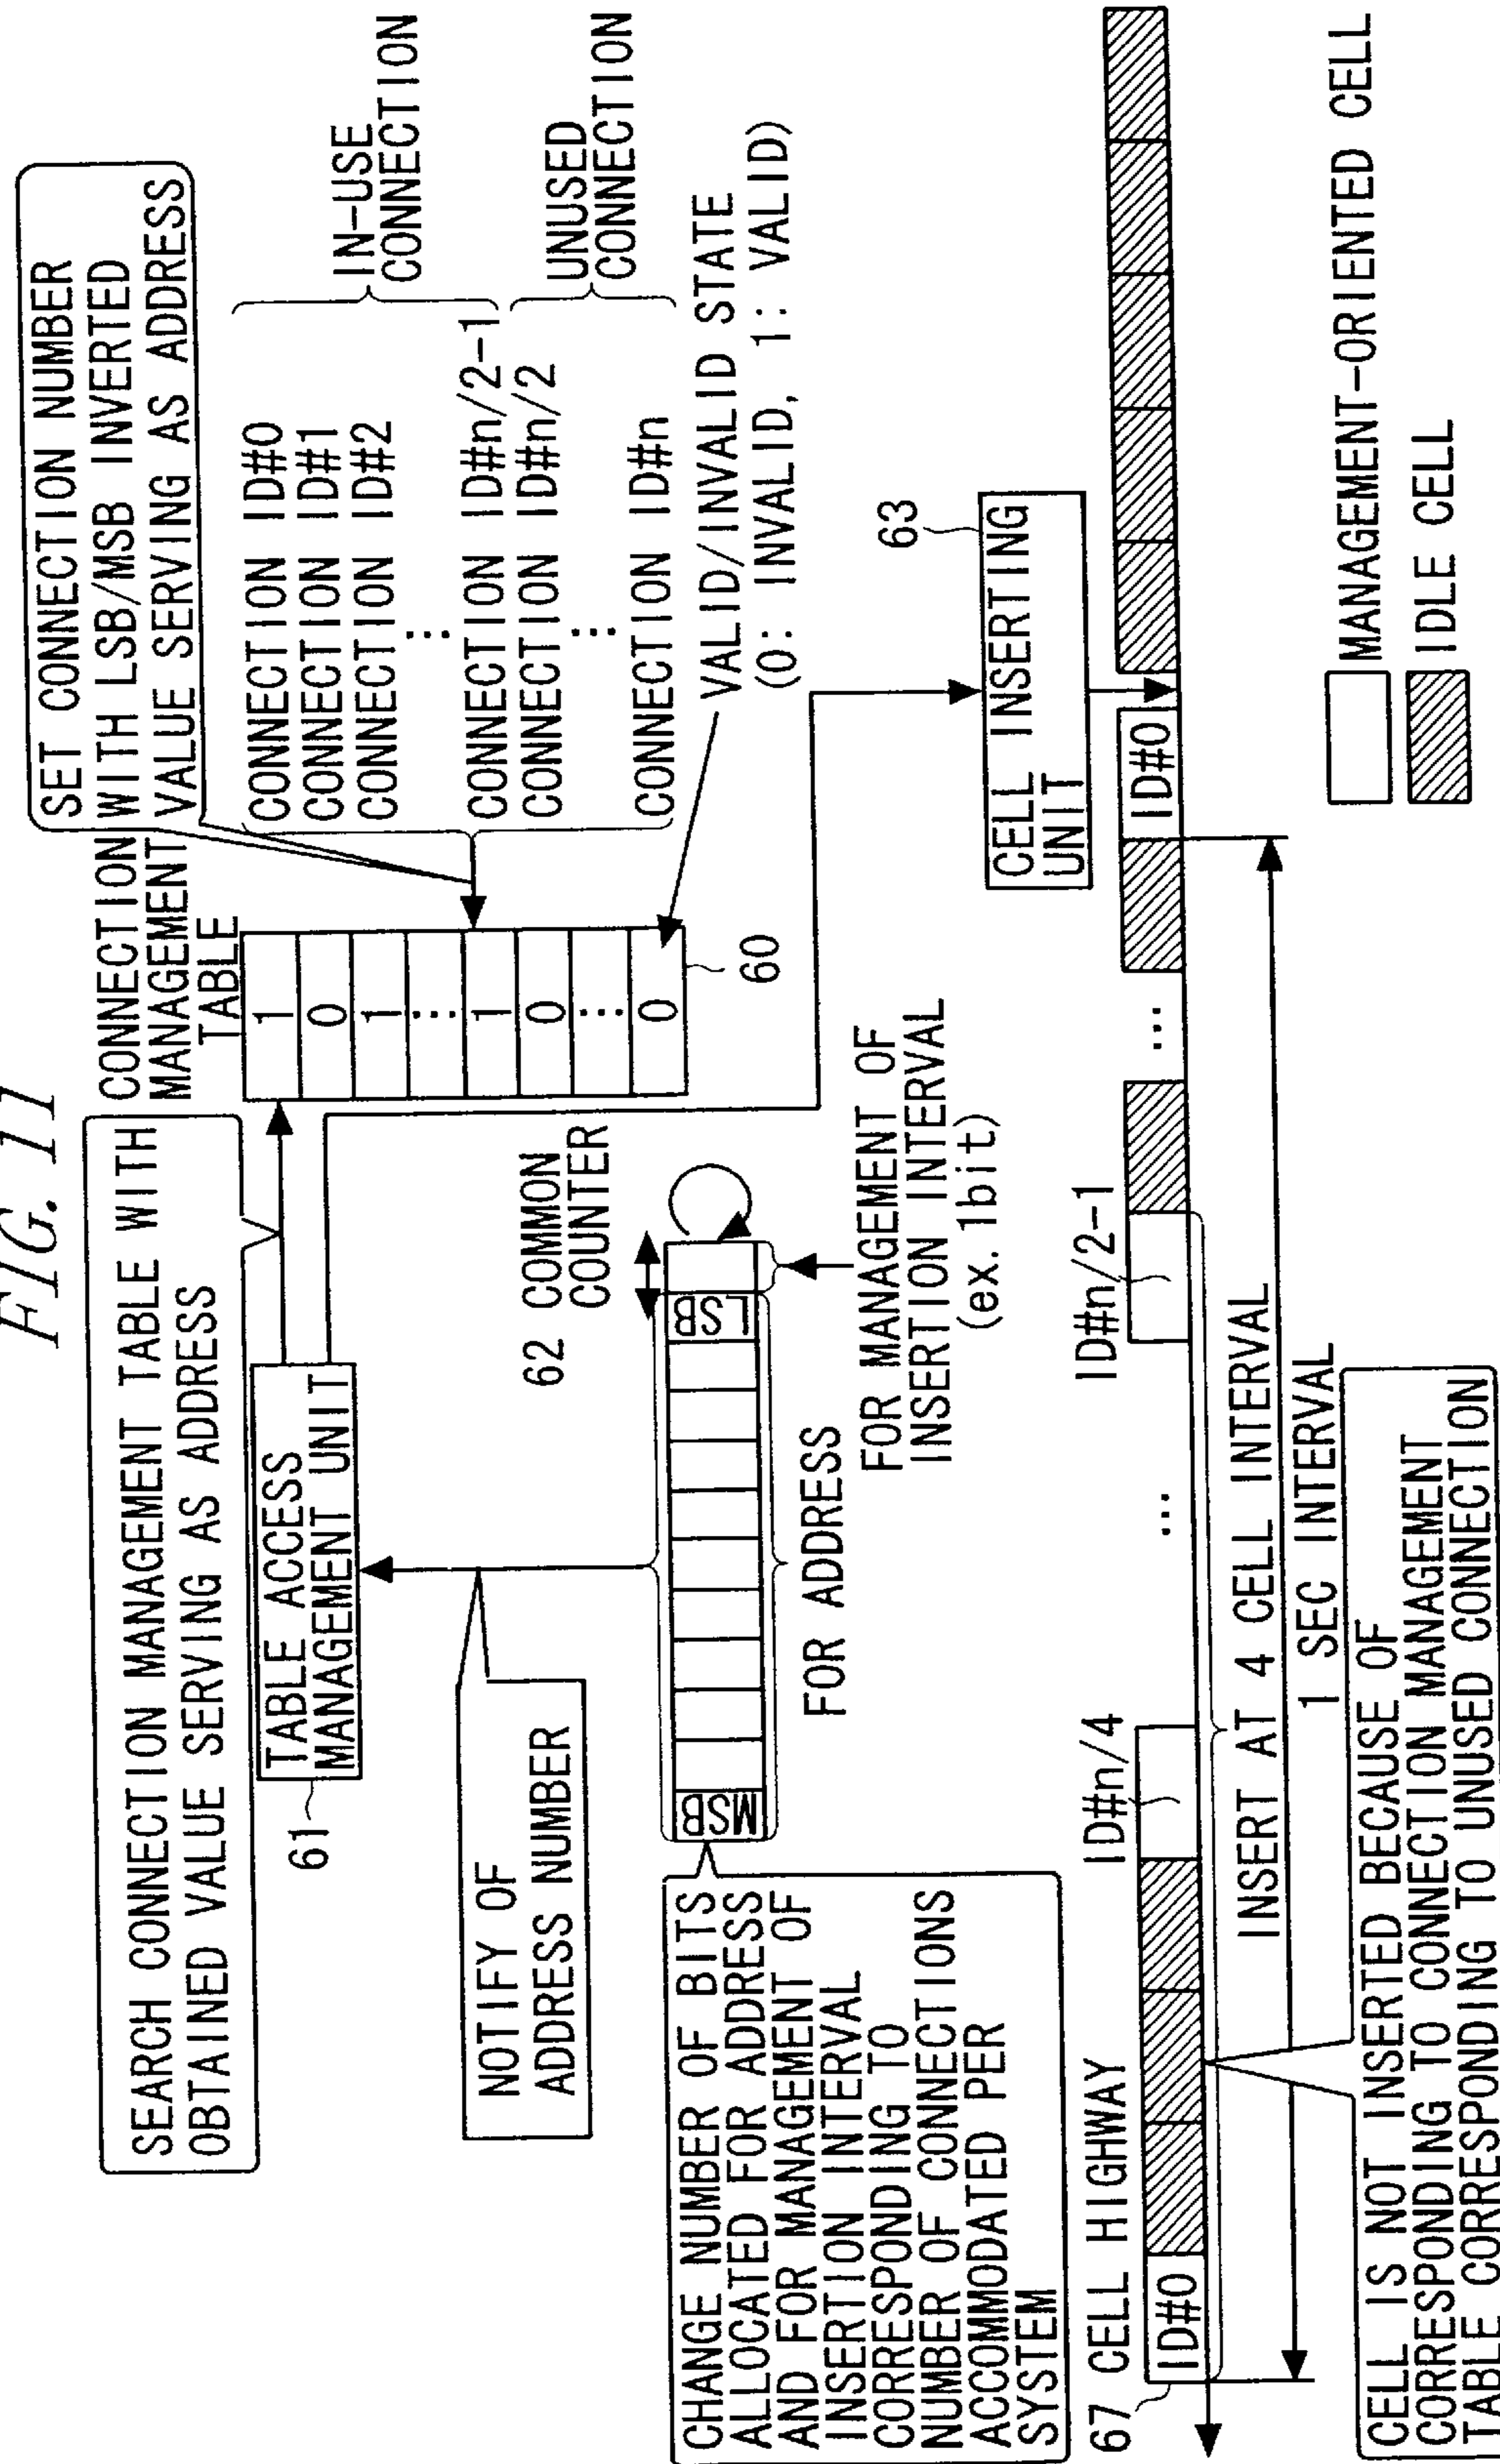 FIG. 11
SEARCH CONNECTION MANAGEMENT TABLE WITH
OBTAINED VALUE SERVING AS ADDRESS
SET CONNECTION NUMBER
WITH LSB/MSB INVERTED
VALUE SERVING AS ADDRESS
CONNECTION
MANAGEMENT
TABLE
61
TABLE ACCESS
MANAGEMENT UNIT
1
0
1
...
1
0
...
0
60
CONNECTION ID#0
CONNECTION ID#1
CONNECTION ID#2
...
CONNECTION ID#n/2-1
CONNECTION ID#n/2
...
CONNECTION ID#n
IN-USE
CONNECTION
UNUSED
CONNECTION
VALID/INVALID STATE
(0: INVALID, 1: VALID)
NOTIFY OF
ADDRESS NUMBER
62 COMMON
COUNTER
MSB
LSB
FOR ADDRESS
FOR MANAGEMENT OF
INSERTION INTERVAL
(ex. 1bit)
CHANGE NUMBER OF BITS
ALLOCATED FOR ADDRESS
AND FOR MANAGEMENT OF
INSERTION INTERVAL
CORRESPONDING TO
NUMBER OF CONNECTIONS
ACCOMMODATED PER
SYSTEM
63
CELL INSERTING
UNIT
67 CELL HIGHWAY
ID#0
ID#n/4
...
ID#n/2-1
...
ID#0
INSERT AT 4 CELL INTERVAL
1 SEC INTERVAL
CELL IS NOT INSERTED BECAUSE OF
CORRESPONDING TO CONNECTION MANAGEMENT
TABLE CORRESPONDING TO UNUSED CONNECTION
MANAGEMENT-ORIENTED CELL
IDLE CELL